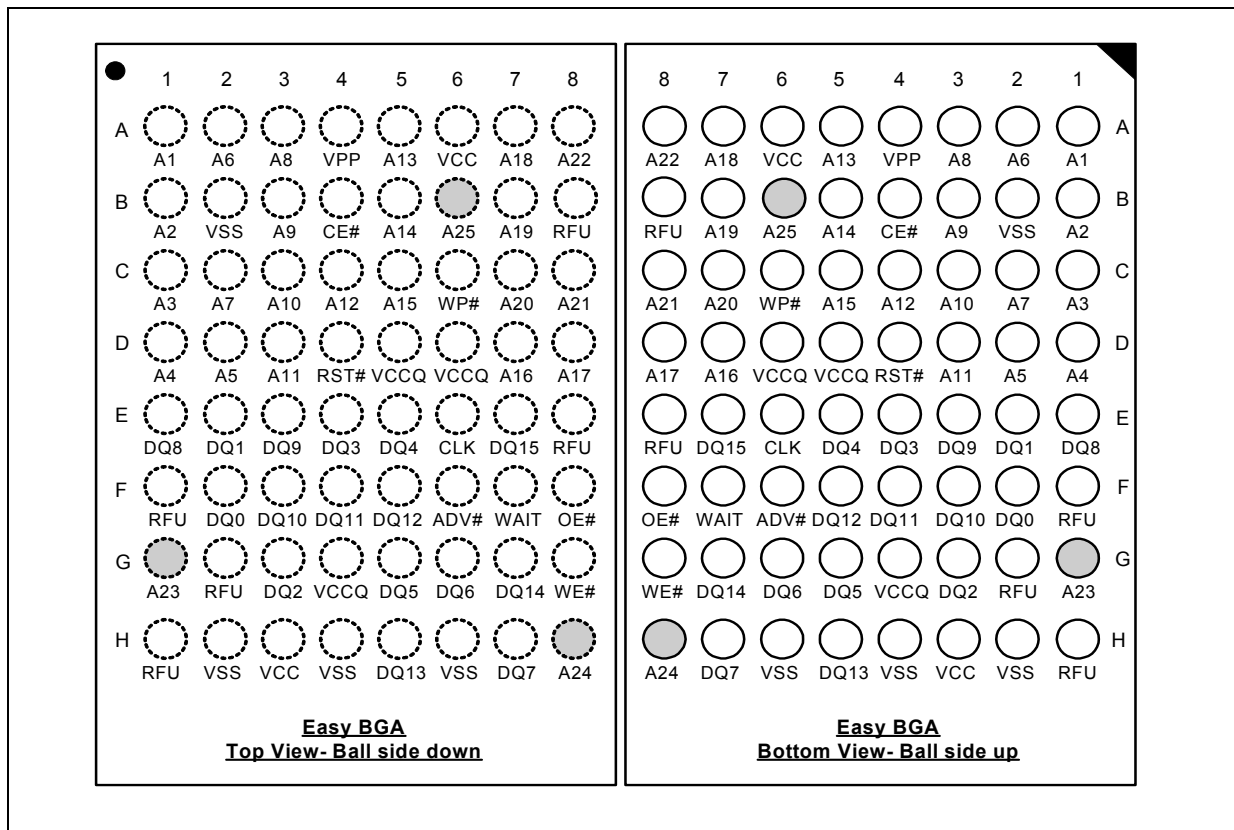 1 2 3 4 5 6 7 8
A
A1 A6 A8 VPP A13 VCC A18 A22
B
A2 VSS A9 CE# A14 A25 A19 RFU
C
A3 A7 A10 A12 A15 WP# A20 A21
D
A4 A5 A11 RST# VCCQ VCCQ A16 A17
E
DQ8 DQ1 DQ9 DQ3 DQ4 CLK DQ15 RFU
F
RFU DQ0 DQ10 DQ11 DQ12 ADV# WAIT OE#
G
A23 RFU DQ2 VCCQ DQ5 DQ6 DQ14 WE#
H
RFU VSS VCC VSS DQ13 VSS DQ7 A24
Easy BGA
Top View- Ball side down
8 7 6 5 4 3 2 1
A
A22 A18 VCC A13 VPP A8 A6 A1
B
RFU A19 A25 A14 CE# A9 VSS A2
C
A21 A20 WP# A15 A12 A10 A7 A3
D
A17 A16 VCCQ VCCQ RST# A11 A5 A4
E
RFU DQ15 CLK DQ4 DQ3 DQ9 DQ1 DQ8
F
OE# WAIT ADV# DQ12 DQ11 DQ10 DQ0 RFU
G
WE# DQ14 DQ6 DQ5 VCCQ DQ2 RFU A23
H
A24 DQ7 VSS DQ13 VSS VCC VSS RFU
Easy BGA
Bottom View- Ball side up